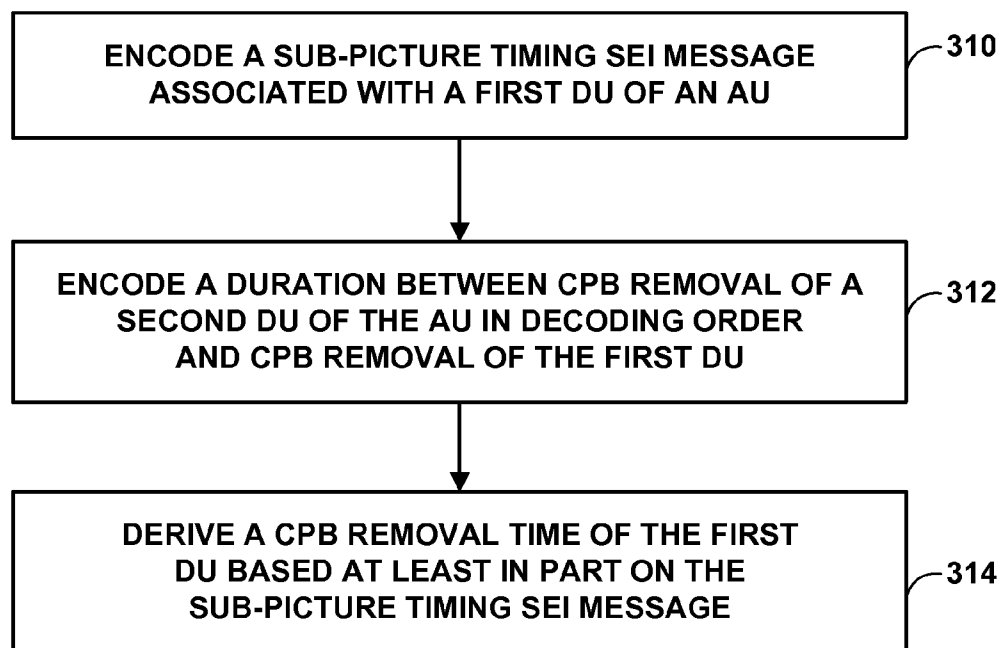 ENCODE A SUB-PICTURE TIMING SEI MESSAGE
ASSOCIATED WITH A FIRST DU OF AN AU
310
ENCODE A DURATION BETWEEN CPB REMOVAL OF A
SECOND DU OF THE AU IN DECODING ORDER
AND CPB REMOVAL OF THE FIRST DU
312
DERIVE A CPB REMOVAL TIME OF THE FIRST
DU BASED AT LEAST IN PART ON THE
SUB-PICTURE TIMING SEI MESSAGE
314